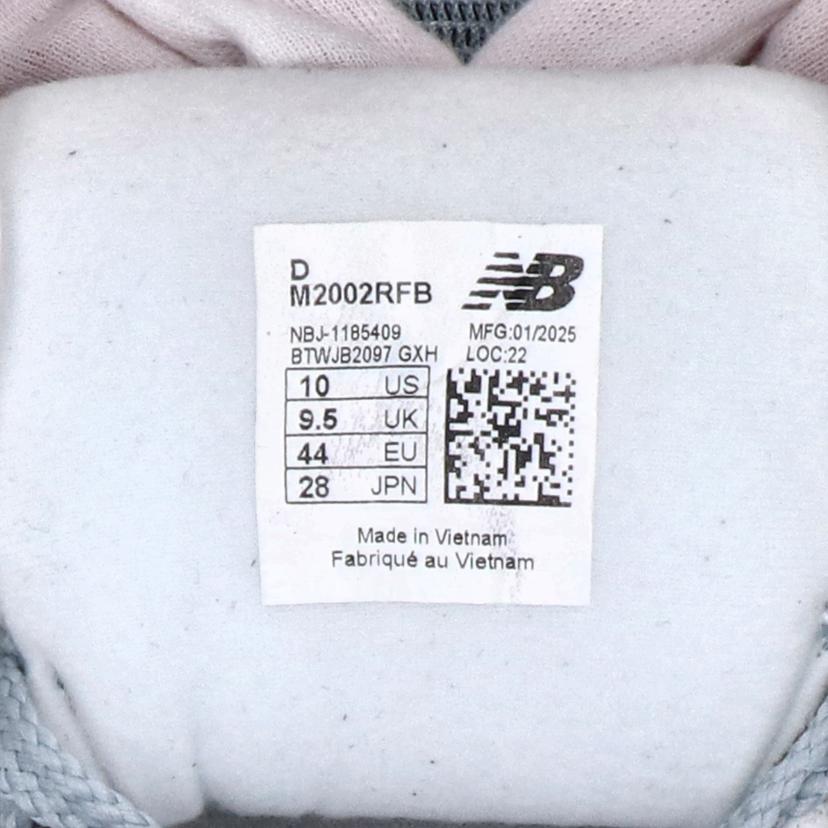 D
M2002RFB
NB
NBJ-1185409
MFG:01/2025
BTWJB2097 GXH
LOC:22
10 US
9.5 UK
44 EU
28 JPN
Made in Vietnam
Fabriqué au Vietnam